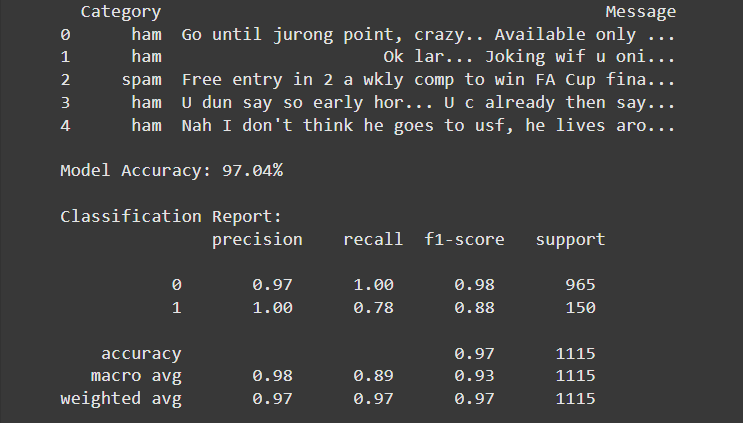 Category Message
0 ham Go until jurong point, crazy.. Available only ...
1 ham Ok lar... Joking wif u oni...
2 spam Free entry in 2 a wkly comp to win FA Cup fina...
3 ham U dun say so early hor... U c already then say...
4 ham Nah I don't think he goes to usf, he lives aro...
Model Accuracy: 97.04%
Classification Report:
precision recall f1-score support
0 0.97 1.00 0.98 965
1 1.00 0.78 0.88 150
accuracy 0.97 1115
macro avg 0.98 0.89 0.93 1115
weighted avg 0.97 0.97 0.97 1115